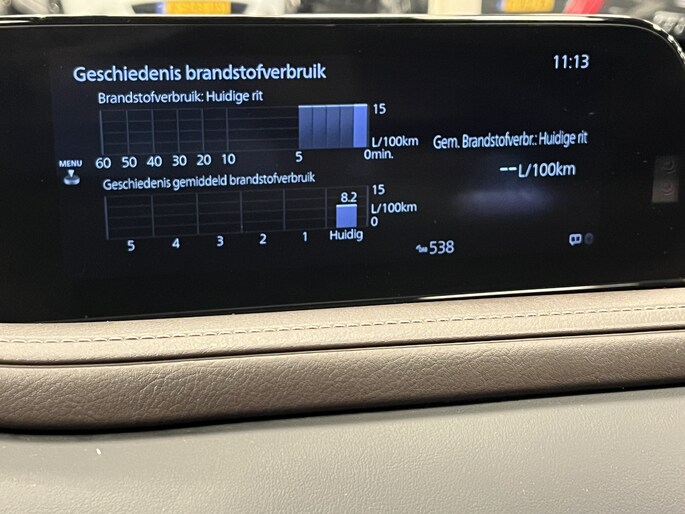 Geschiedenis brandstofverbruik
11:13
Brandstofverbruik: Huidige rit
15
L/100km
60 50 40 30 20 10 5 0min.
MENU
Gem. Brandstofverbr.: Huidige rit
--L/100km
Geschiedenis gemiddeld brandstofverbruik
15
8.2
L/100km
0
5 4 3 2 1 Huidig
538